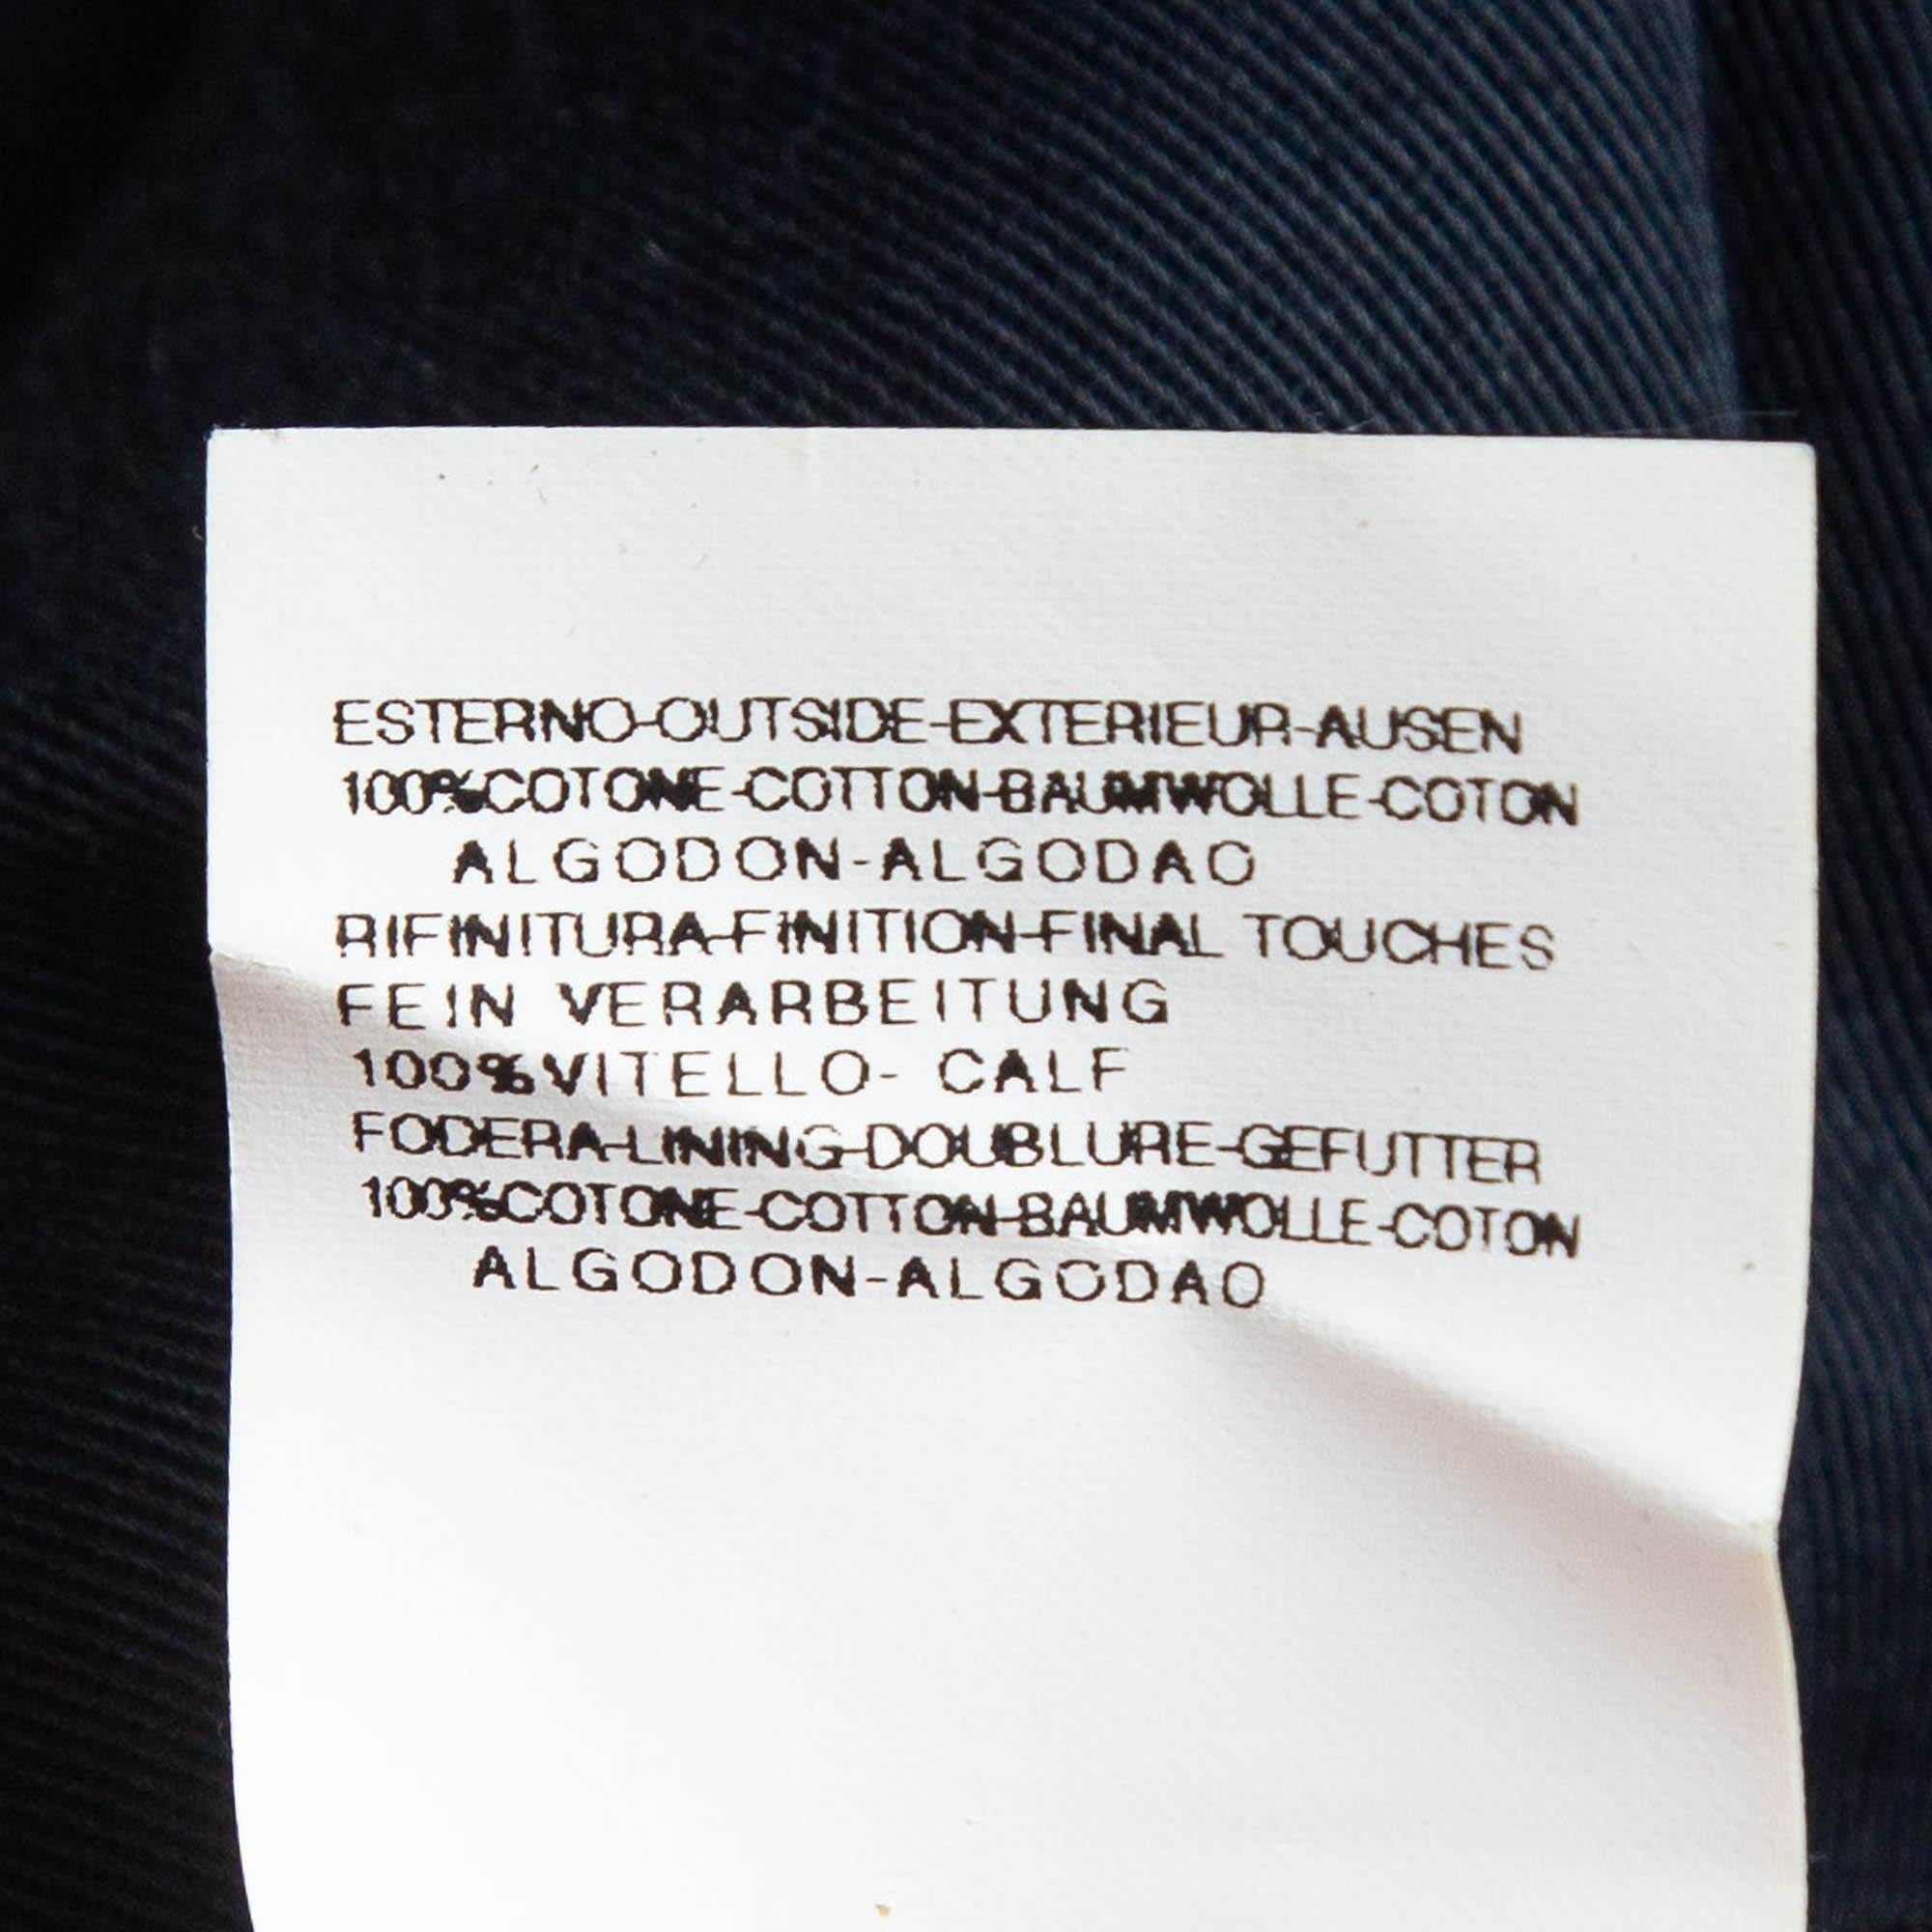 ESTERNO-OUTSIDE-EXTERIEUR-AUSEN
100%COTONE-COTTON-BAUMWOLLE-COTON
ALGODON-ALGODAO
RIFINITURA-FINITION-FINAL TOUCHES
FEIN VERARBEITUNG
100%VITELLO- CALF
FODERA-LINING-DOUBLURE-GEFUTTER
100%COTONE-COTTON-BAUMWOLLE-COTON
ALGODON-ALGODAO